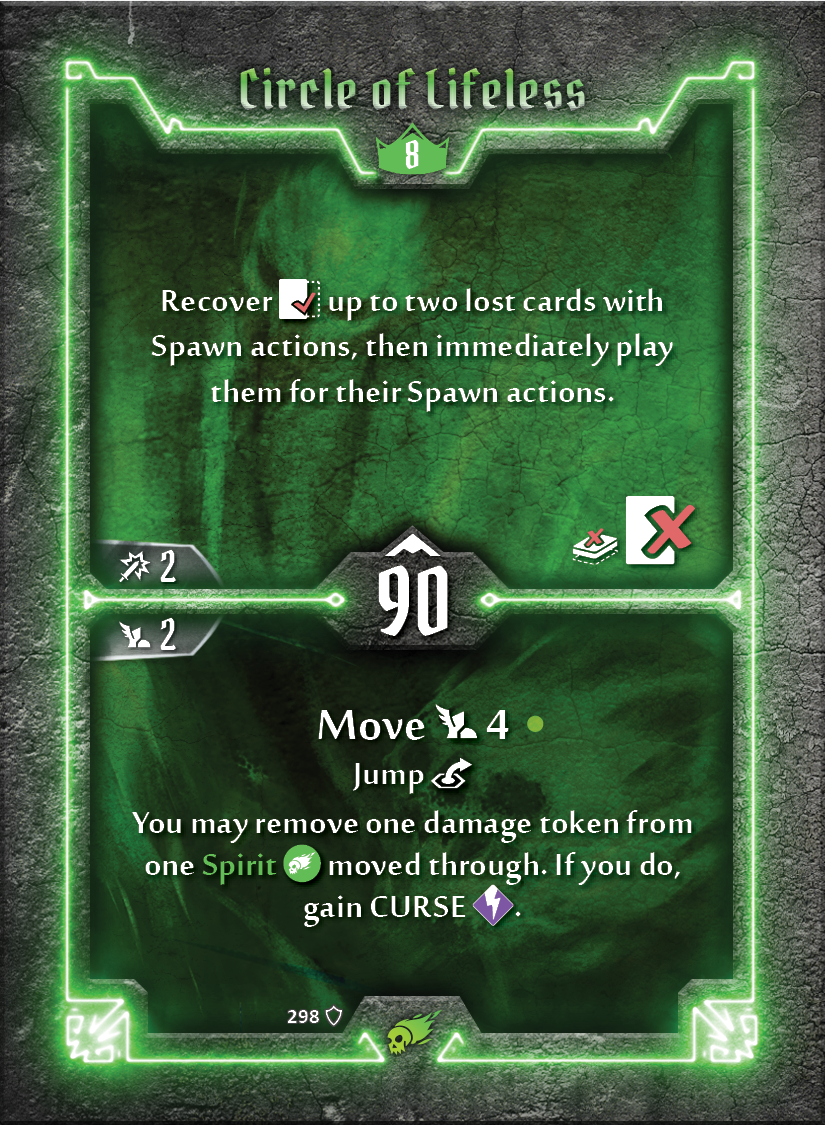 Circle of Lifeless
8
Recover up to two lost cards with
Spawn actions, then immediately play
them for their Spawn actions.
2
90
2
Move 4
Jump
You may remove one damage token from
one Spirit moved through. If you do,
gain CURSE .
298